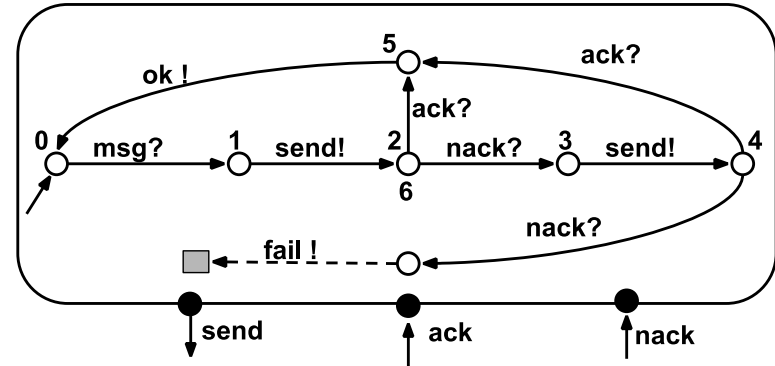 5
ack?
ok !
ack?
0
msg?
1
send!
2
nack?
3
send!
4
6
nack?
fail !
send
ack
nack